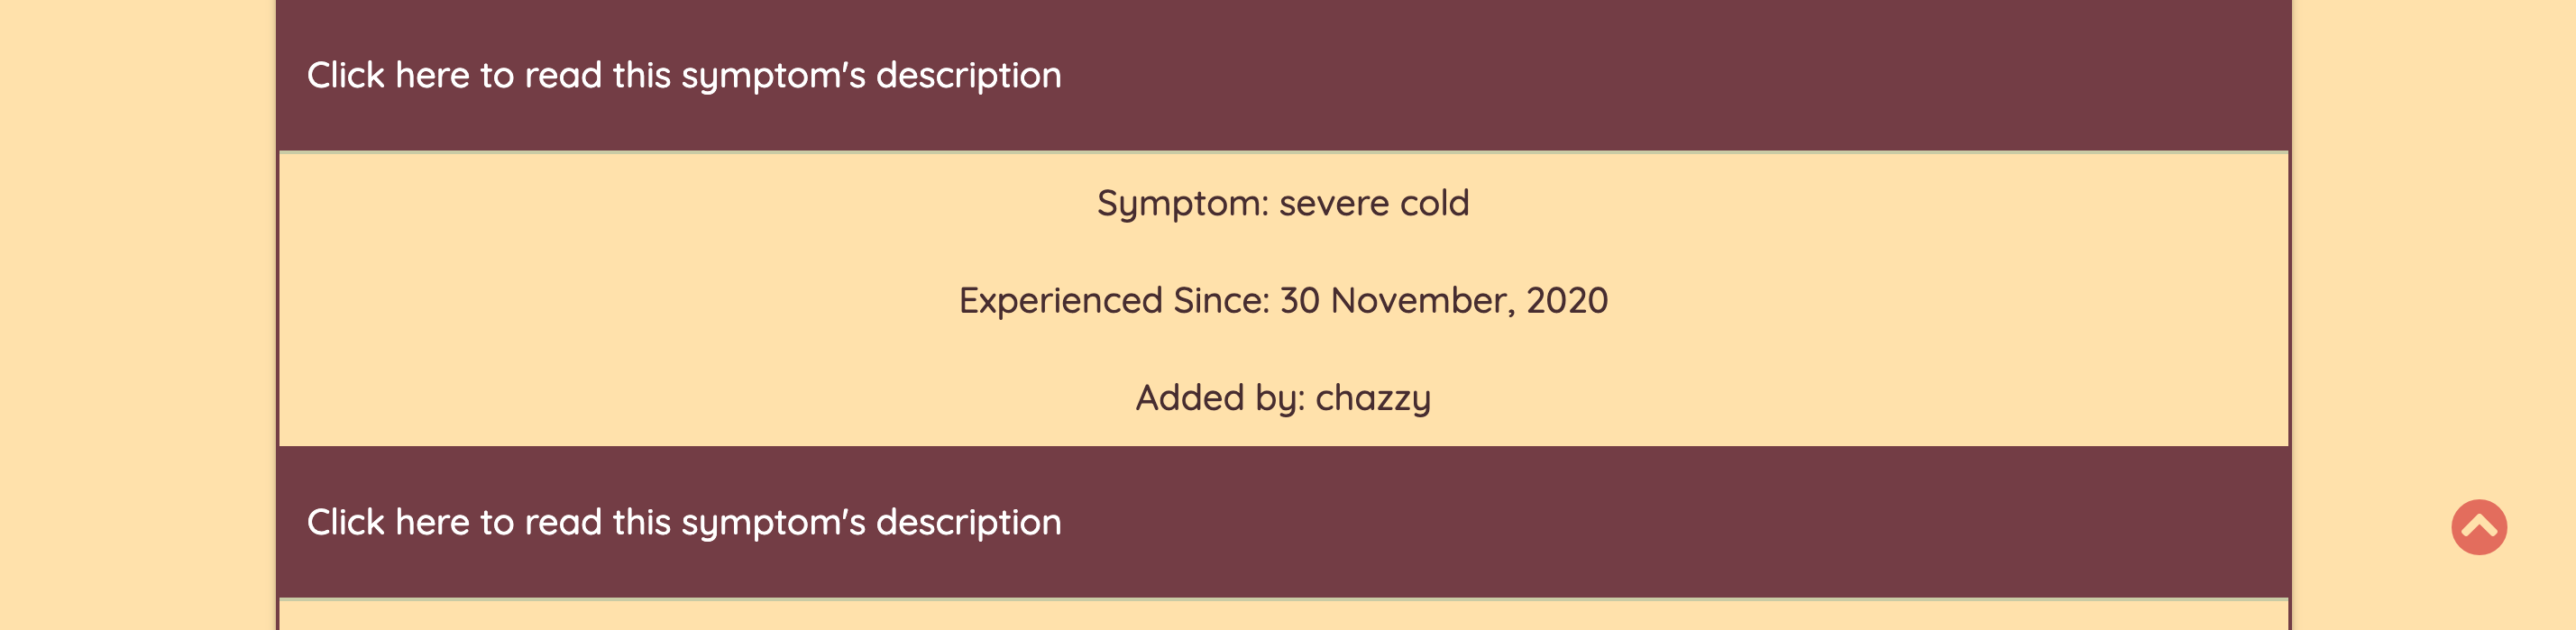 Click here to read this symptom's description
Symptom: severe cold
Experienced Since: 30 November, 2020
Added by: chazzy
Click here to read this symptom's description